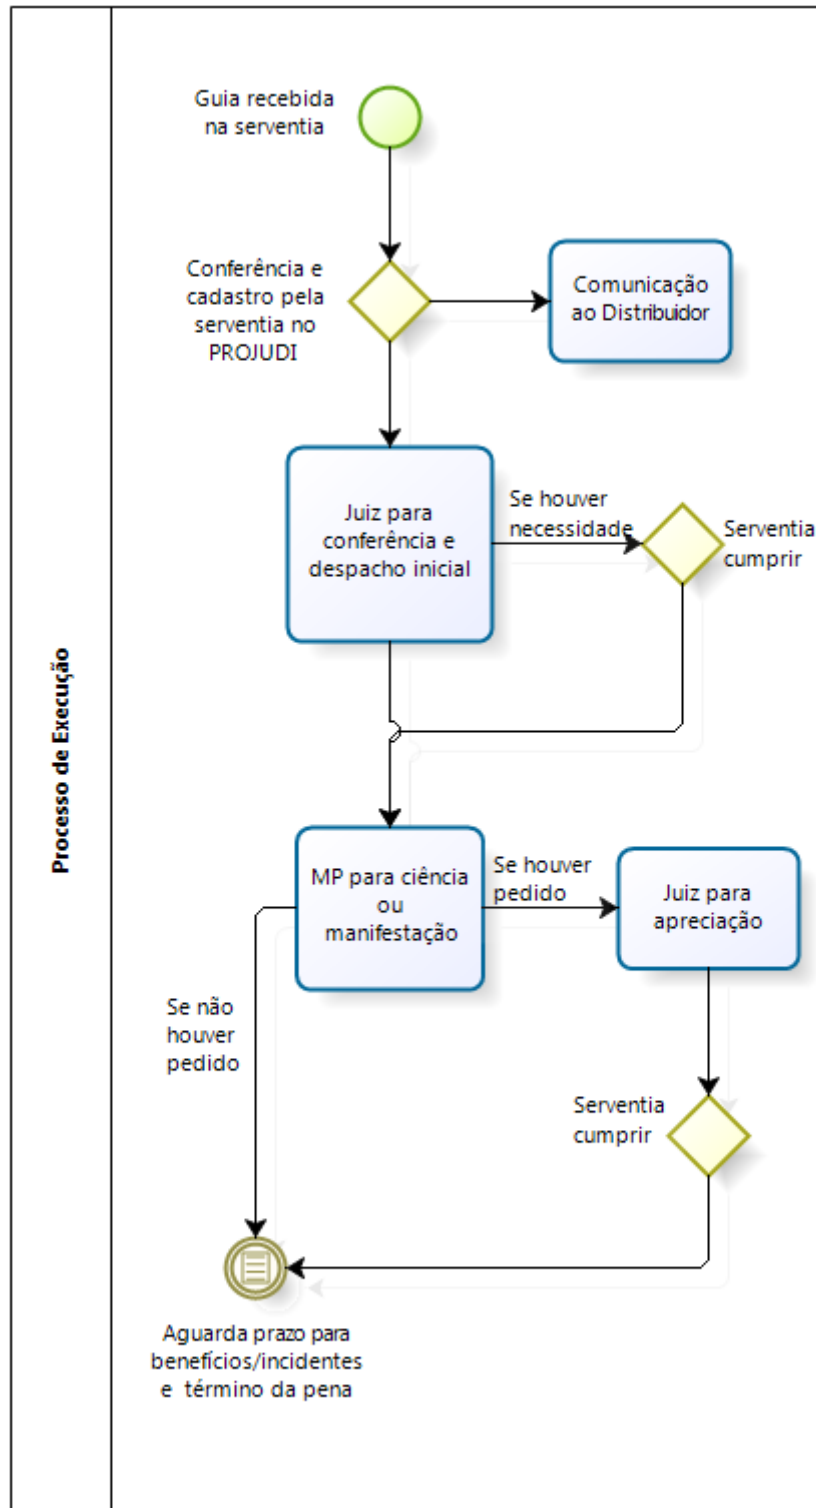 Processo de Execução
Guia recebida
na serventia
Conferência e
cadastro pela
serventia no
PROJUDI
Comunicação
ao Distribuidor
Juiz para
conferência e
despacho inicial
Se houver
necessidade
Serventia
cumprir
MP para ciência
ou
manifestação
Se houver
pedido
Juiz para
apreciação
Se não
houver
pedido
Serventia
cumprir
Aguarda prazo para
benefícios/incidentes
e término da pena